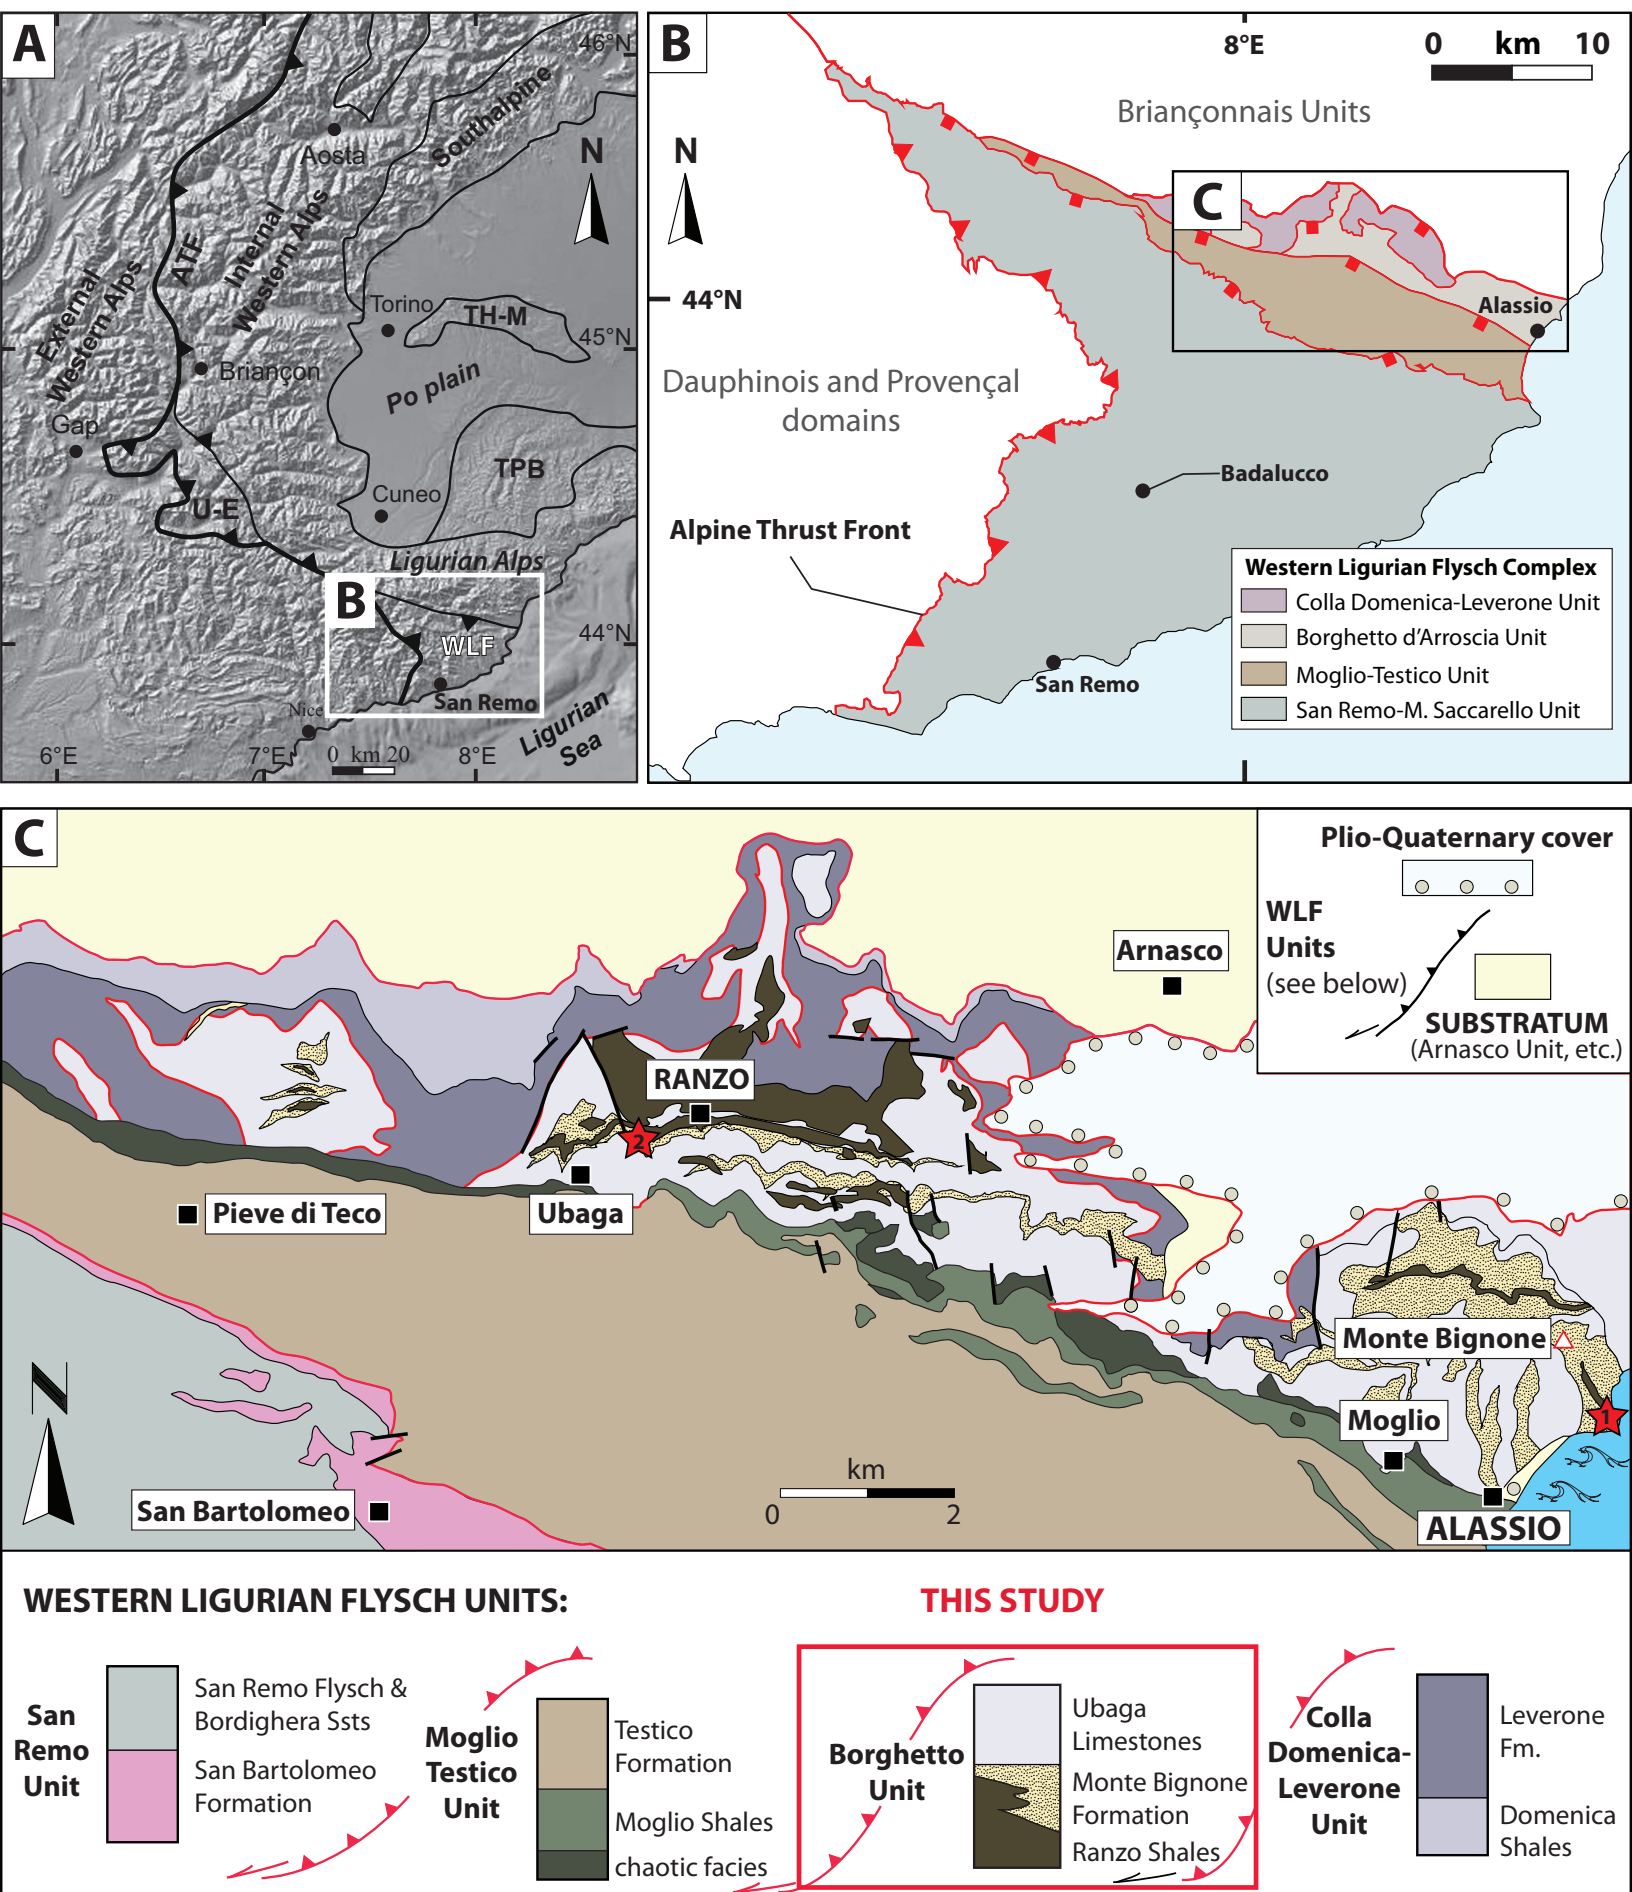 A
46°N
Southalpine
Aosta
N
ATF
Internal
Western Alps
External
Western Alps
Torino
TH-M
45°N
Briançon
Po plain
Gap
TPB
Cuneo
U-E
Ligurian Alps
B
44°N
WLF
San Remo
Nice
Ligurian
Sea
6°E
7°E
0 km 20
8°E
B
8°E
0 km 10
Briançonnais Units
N
C
44°N
Alassio
Dauphinois and Provençal
domains
Badalucco
Alpine Thrust Front
San Remo
Western Ligurian Flysch Complex
Colla Domenica-Leverone Unit
Borghetto d'Arroscia Unit
Moglio-Testico Unit
San Remo-M. Saccarello Unit
C
Plio-Quaternary cover
WLF
Units
(see below)
SUBSTRATUM
(Arnasco Unit, etc.)
Arnasco
RANZO
2
Pieve di Teco
Ubaga
Monte Bignone
1
Moglio
N
km
0 2
San Bartolomeo
ALASSIO
WESTERN LIGURIAN FLYSCH UNITS:
THIS STUDY
San
Remo
Unit
San Remo Flysch &
Bordighera Ssts
San Bartolomeo
Formation
Moglio
Testico
Unit
Testico
Formation
Moglio Shales
chaotic facies
Borghetto
Unit
Ubaga
Limestones
Monte Bignone
Formation
Ranzo Shales
Colla
Domenica-
Leverone
Unit
Leverone
Fm.
Domenica
Shales